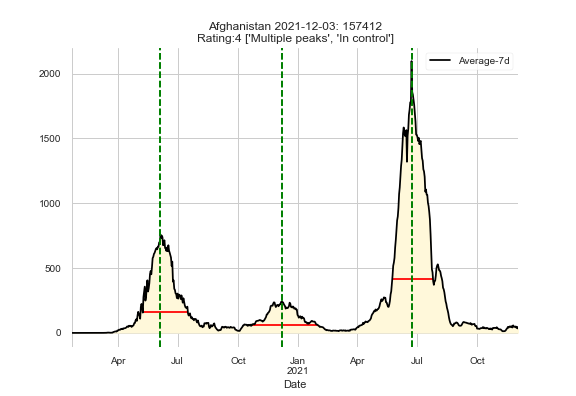 Afghanistan 2021-12-03: 157412
Rating:4 ['Multiple peaks', 'In control']
Average-7d
2000
1500
1000
500
0
Apr Jul Oct Jan Apr Jul Oct
2021
Date